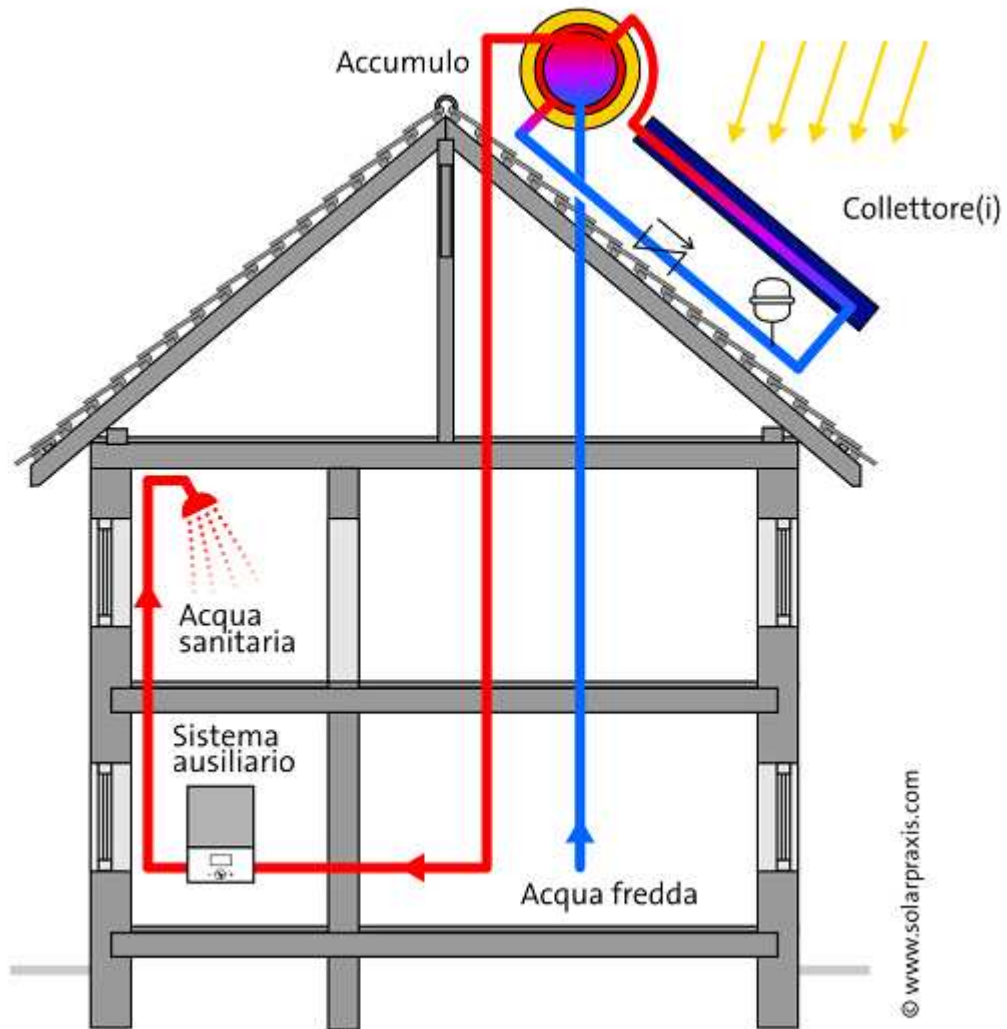 Accumulo
Collettore(i)
Acqua
sanitaria
Sistema
ausiliario
Acqua fredda
© www.solarpraxis.com